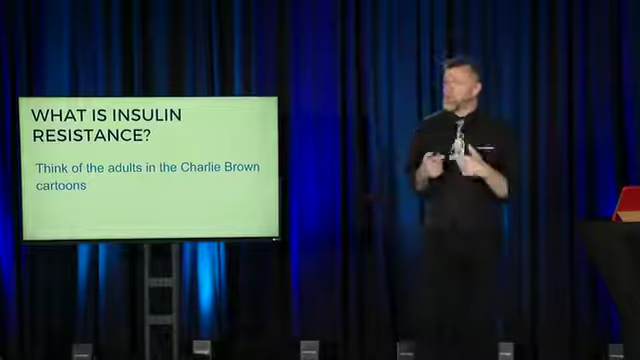 WHAT IS INSULIN
RESISTANCE?
Think of the adults in the Charlie Brown
cartoons